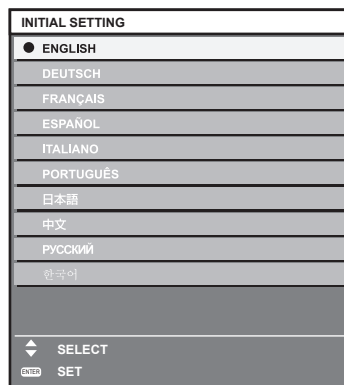 INITIAL SETTING
ENGLISH
DEUTSCH
FRANÇAIS
ESPAÑOL
ITALIANO
PORTUGUÊS
日本語
中文
РУССКИЙ
한국어
SELECT
ENTER SET